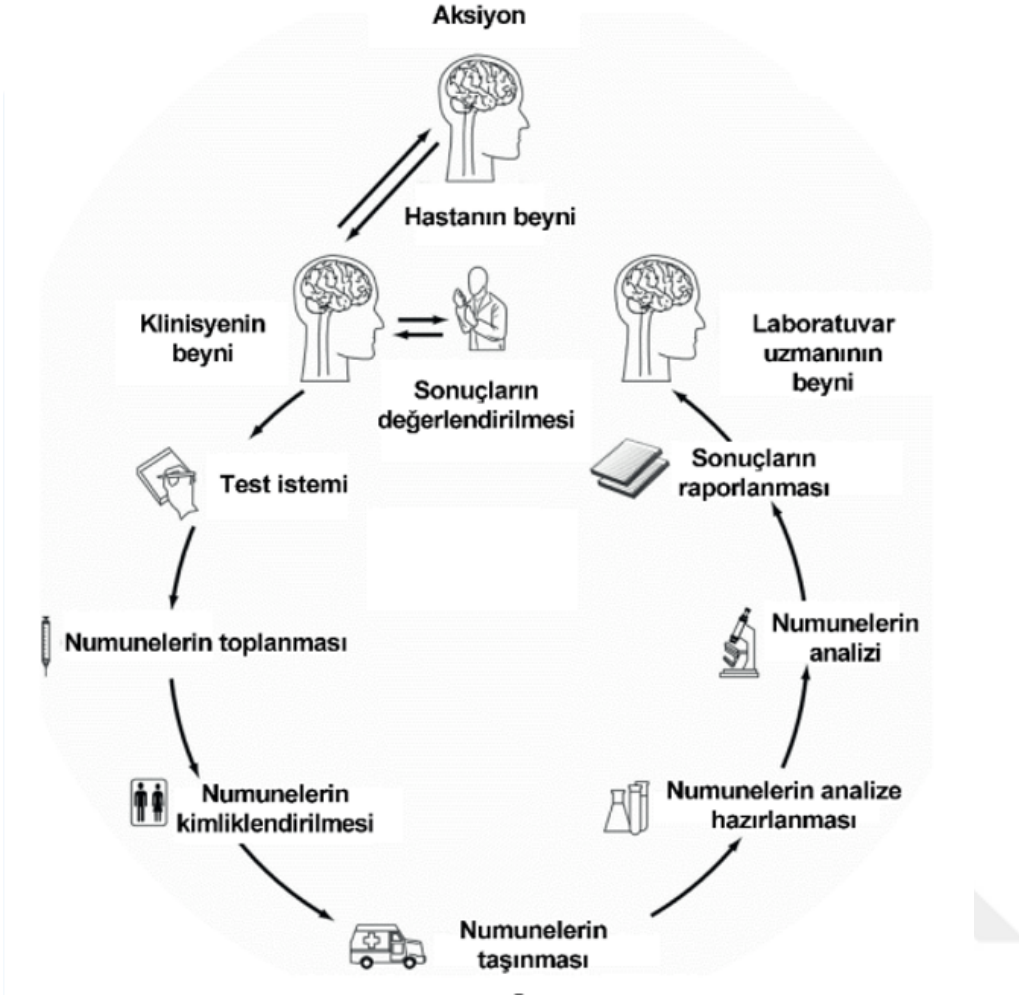 Aksiyon
Hastanın beyni
Klinisyenin
beyni
Sonuçların
değerlendirilmesi
Laboratuvar
uzmanının
beyni
Test istemi
Sonuçların
raporlanması
Numunelerin toplanması
Numunelerin
analizi
Numunelerin
kimliklendirilmesi
Numunelerin analize
hazırlanması
Numunelerin
taşınması